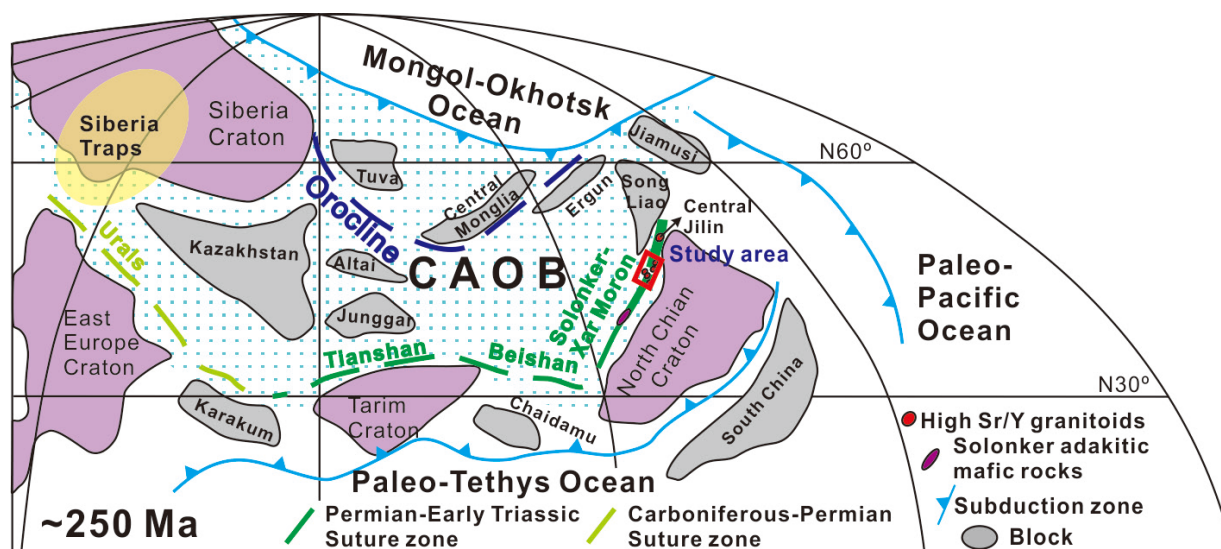 Mongol-Okhotsk
Ocean
Siberia
Craton
Siberia
Traps
Jiamusi
N60º
Tuva
Central
Monglia
Ergun
Song
Liao
Central
Jilin
Orocline
Urals
Kazakhstan
Altai
CAOB
Study area
Solonker-
Xar Moron
Paleo-
Pacific
Ocean
Junggar
East
Europe
Craton
Tianshan
Beishan
North Chian
Craton
N30º
Karakum
Tarim
Craton
Chaidamu
South China
High Sr/Y granitoids
Solonker adakitic
mafic rocks
Paleo-Tethys Ocean
Subduction zone
~250 Ma
Permian-Early Triassic
Suture zone
Carboniferous-Permian
Suture zone
Block